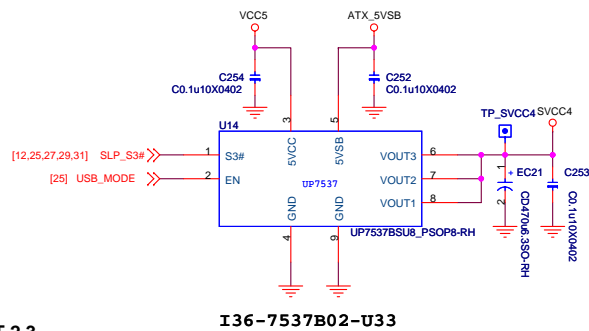 VCC5
ATX_5VSB
C254
C0.1u10X0402
C252
C0.1u10X0402
TP_SVCC4
SVCC4
U14
3
5
[12,25,27,29,31] SLP_S3#
1
S3#
5VCC
5VSB
VOUT3
6
[25] USB_MODE
2
EN
UP7537
VOUT2
7
VOUT1
8
GND
GND
4
9
UP7537BSU8_PSOP8-RH
1
+
EC21
2
CD470u6.3SO-RH
C253
C0.1u10X0402
I36-7537B02-U33